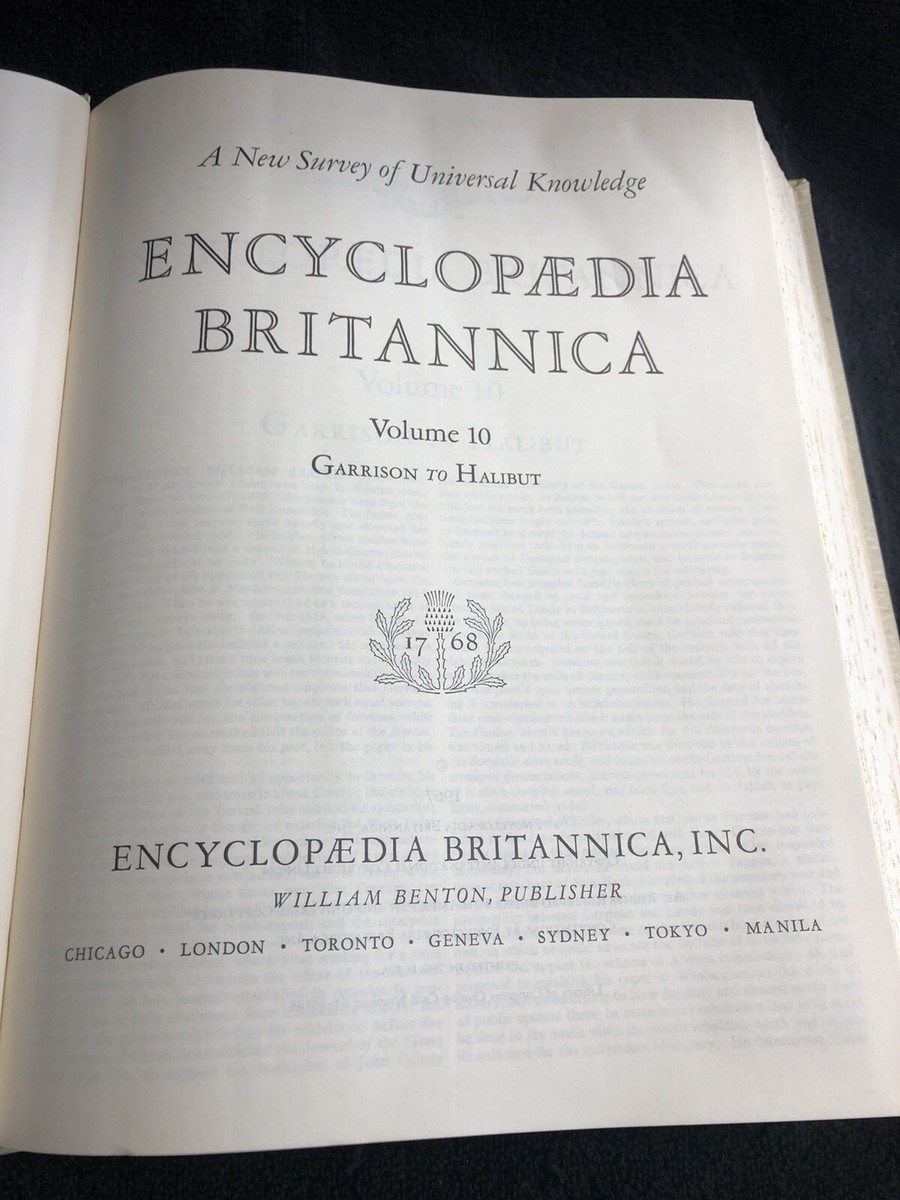 A New Survey of Universal Knowledge
ENCYCLOPÆDIA
BRITANNICA
Volume 10
GARRISON TO HALIBUT
17 68
ENCYCLOPÆDIA BRITANNICA, INC.
WILLIAM BENTON, PUBLISHER
CHICAGO · LONDON · TORONTO · GENEVA · SYDNEY · TOKYO · MANILA